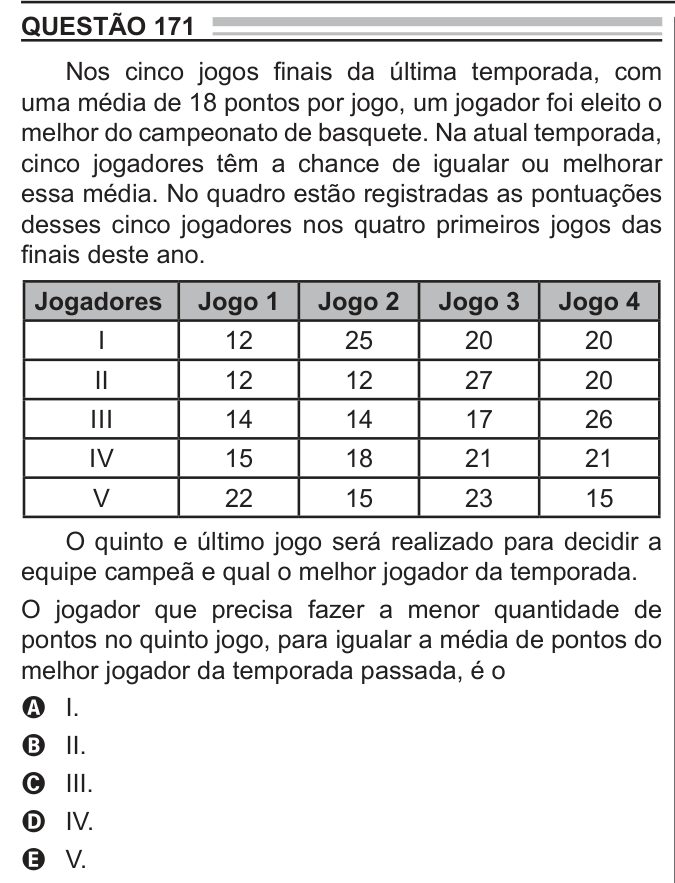 QUESTÃO 171
Nos cinco jogos finais da última temporada, com
uma média de 18 pontos por jogo, um jogador foi eleito o
melhor do campeonato de basquete. Na atual temporada,
cinco jogadores têm a chance de igualar ou melhorar
essa média. No quadro estão registradas as pontuações
desses cinco jogadores nos quatro primeiros jogos das
finais deste ano.
Jogadores Jogo 1 Jogo 2 Jogo 3 Jogo 4
I 12 25 20 20
II 12 12 27 20
III 14 14 17 26
IV 15 18 21 21
V 22 15 23 15
O quinto e último jogo será realizado para decidir a
equipe campeã e qual o melhor jogador da temporada.
O jogador que precisa fazer a menor quantidade de
pontos no quinto jogo, para igualar a média de pontos do
melhor jogador da temporada passada, é o
A I.
B II.
C III.
D IV.
E V.